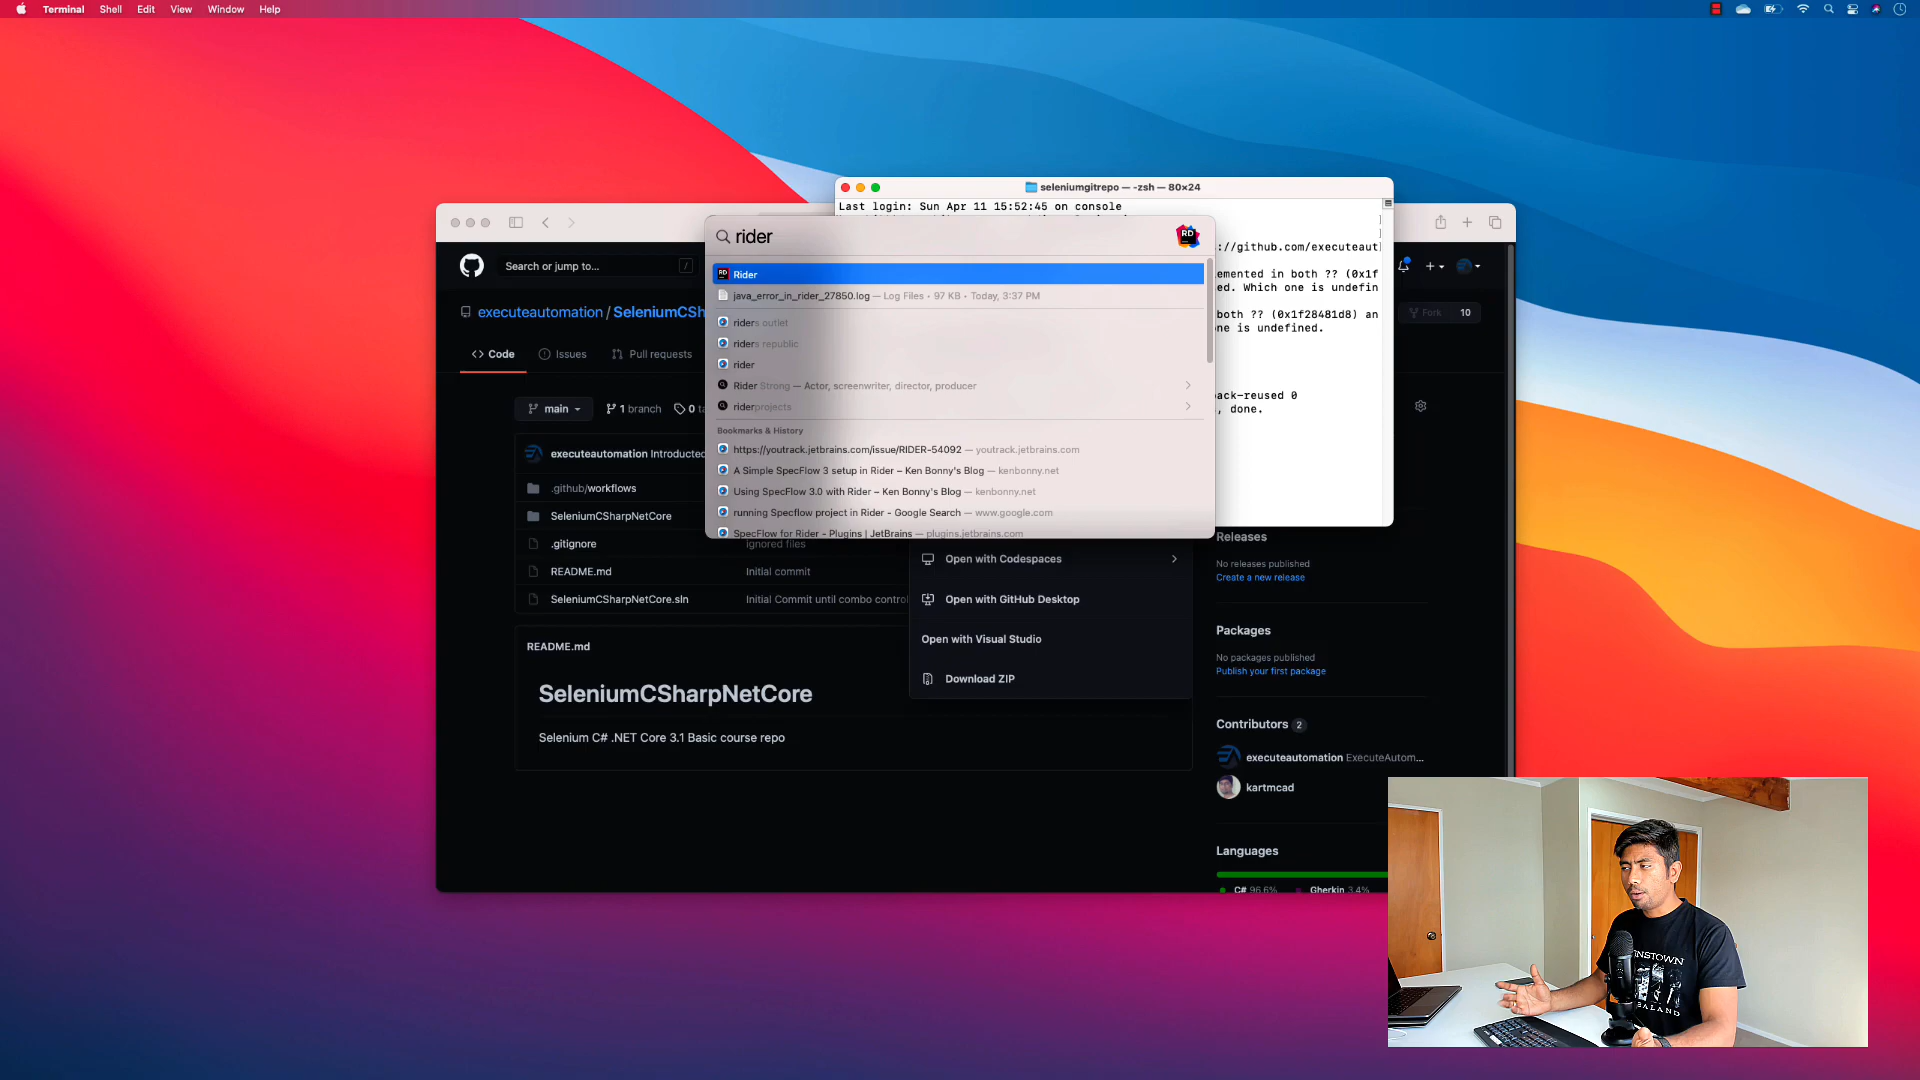 Terminal Shell Edit View Window Help
seleniumgitrepo — -zsh — 80×24
Last login: Sun Apr 11 15:52:45 on console
rider
RD
s://github.com/executeaut
emented in both ?? (0x1f
ed. Which one is undefin
both ?? (0x1f28481d8) an
one is undefined.
ack-reused 0
, done.
Rider
java_error_in_rider_27850.log — Log Files • 97 KB • Today, 3:37 PM
riders outlet
riders republic
rider
Rider Strong — Actor, screenwriter, director, producer
riderprojects
Bookmarks & History
https://youtrack.jetbrains.com/issue/RIDER-54092 — youtrack.jetbrains.com
A Simple SpecFlow 3 setup in Rider – Ken Bonny's Blog — kenbonny.net
Using SpecFlow 3.0 with Rider – Ken Bonny's Blog — kenbonny.net
running Specflow project in Rider - Google Search — www.google.com
SpecFlow for Rider - Plugins | JetBrains — plugins.jetbrains.com
Search or jump to... /
executeautomation / SeleniumCSh
Fork 10
Code Issues Pull requests
main 1 branch 0 ta
executeautomation Introduced
.github/workflows
SeleniumCSharpNetCore
.gitignore ignored files
README.md Initial commit
SeleniumCSharpNetCore.sln Initial Commit until combo control
Open with Codespaces
Open with GitHub Desktop
Open with Visual Studio
Download ZIP
README.md
SeleniumCSharpNetCore
Selenium C# .NET Core 3.1 Basic course repo
Releases
No releases published
Create a new release
Packages
No packages published
Publish your first package
Contributors 2
executeautomation ExecuteAutom...
kartmcad
Languages
C# 96.6% Gherkin 3.4%